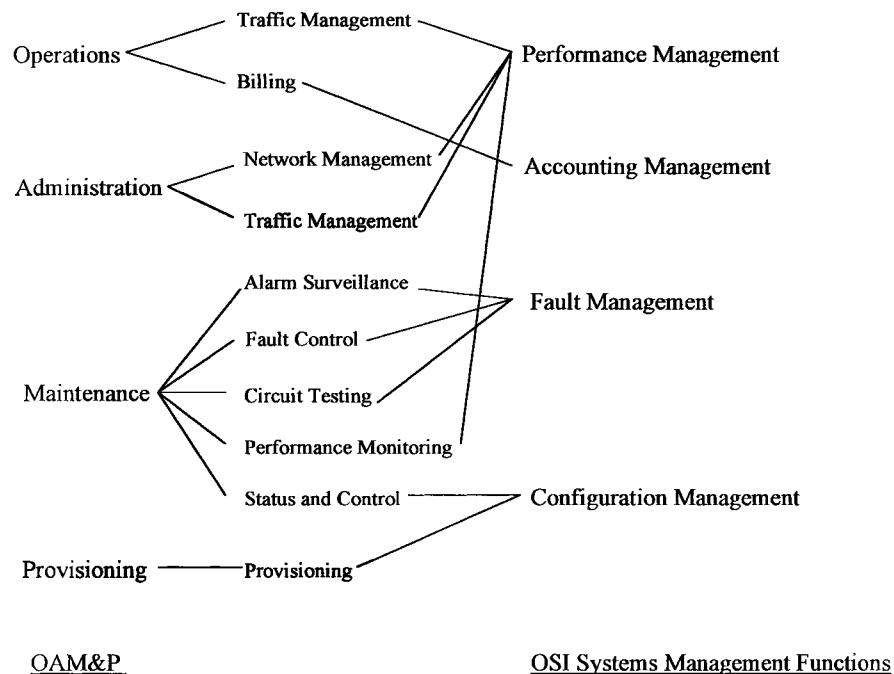 Traffic Management
Operations
Performance Management
Billing
Network Management
Accounting Management
Administration
Traffic Management
Alarm Surveillance
Fault Management
Fault Control
Maintenance
Circuit Testing
Performance Monitoring
Status and Control
Configuration Management
Provisioning
Provisioning
OAM&P
OSI Systems Management Functions